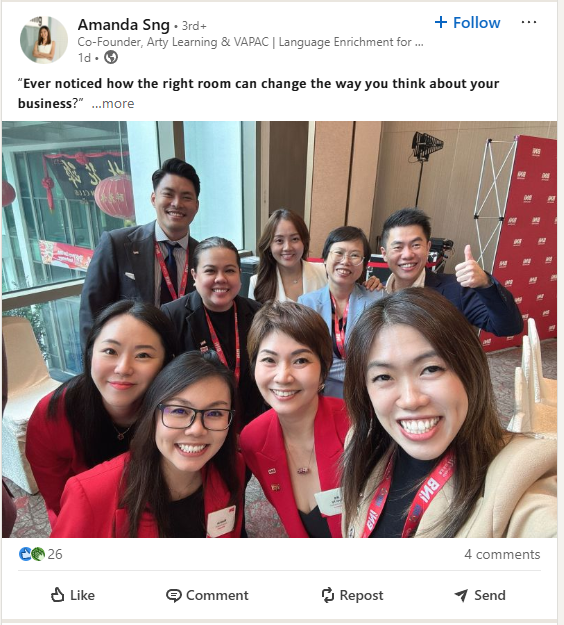 Amanda Sng • 3rd+
+ Follow
Co-Founder, Arty Learning & VAPAC | Language Enrichment for ...
1d •
“Ever noticed how the right room can change the way you think about your
business?” ...more
BNI
BNI
26
4 comments
Like
Comment
Repost
Send